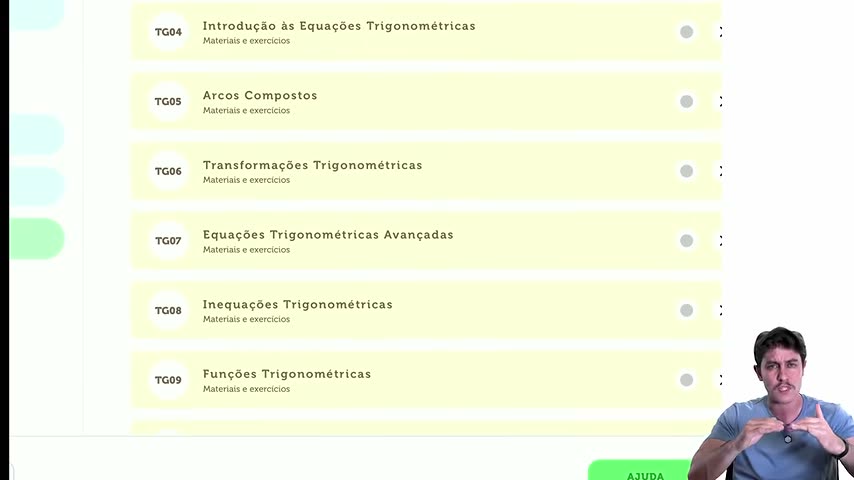 TG04
Introdução às Equações Trigonométricas
Materiais e exercícios
TG05
Arcos Compostos
Materiais e exercícios
TG06
Transformações Trigonométricas
Materiais e exercícios
TG07
Equações Trigonométricas Avançadas
Materiais e exercícios
TG08
Inequações Trigonométricas
Materiais e exercícios
TG09
Funções Trigonométricas
Materiais e exercícios
AJUDA